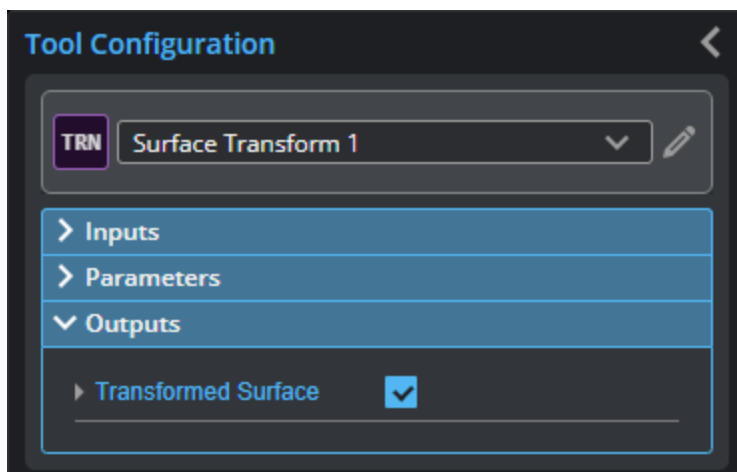 Tool Configuration
TRN Surface Transform 1
Inputs
Parameters
Outputs
Transformed Surface